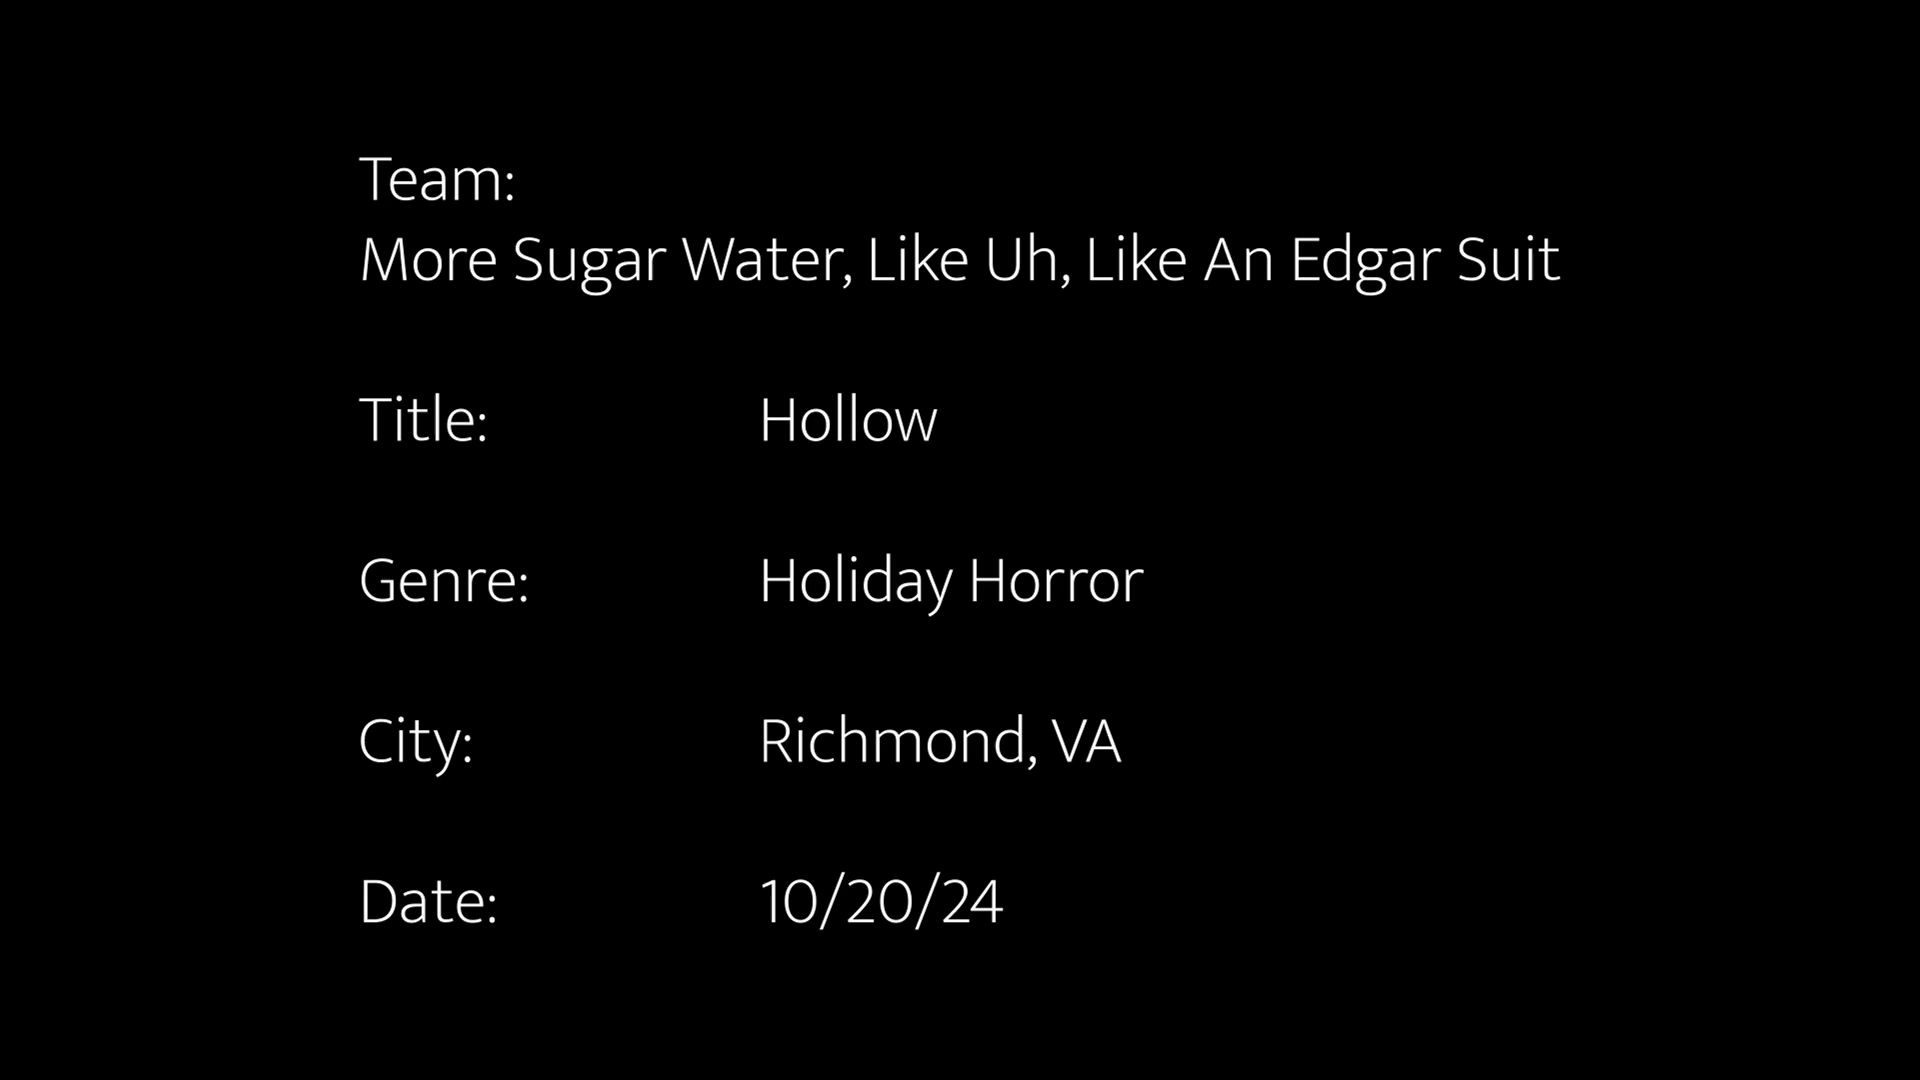 Team:
More Sugar Water, Like Uh, Like An Edgar Suit
Title: Hollow
Genre: Holiday Horror
City: Richmond, VA
Date: 10/20/24